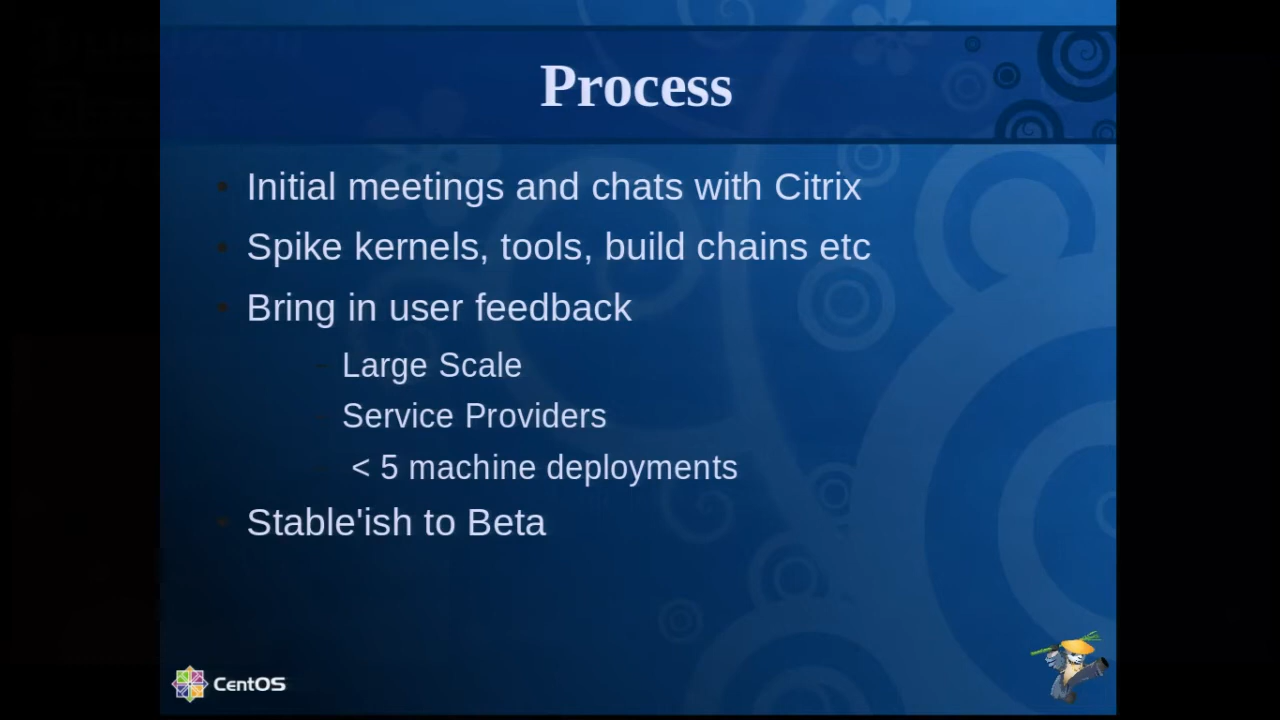 Process
Initial meetings and chats with Citrix
Spike kernels, tools, build chains etc
Bring in user feedback
Large Scale
Service Providers
< 5 machine deployments
Stable'ish to Beta
CentOS